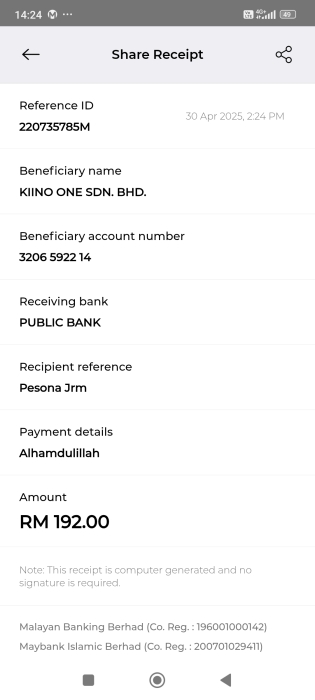 14:24 M ...
4G+ 49
Share Receipt
Reference ID
30 Apr 2025, 2:24 PM
220735785M
Beneficiary name
KIINO ONE SDN. BHD.
Beneficiary account number
3206 5922 14
Receiving bank
PUBLIC BANK
Recipient reference
Pesona Jrm
Payment details
Alhamdulillah
Amount
RM 192.00
Note: This receipt is computer generated and no
signature is required.
Malayan Banking Berhad (Co. Reg. : 196001000142)
Maybank Islamic Berhad (Co. Reg. : 200701029411)